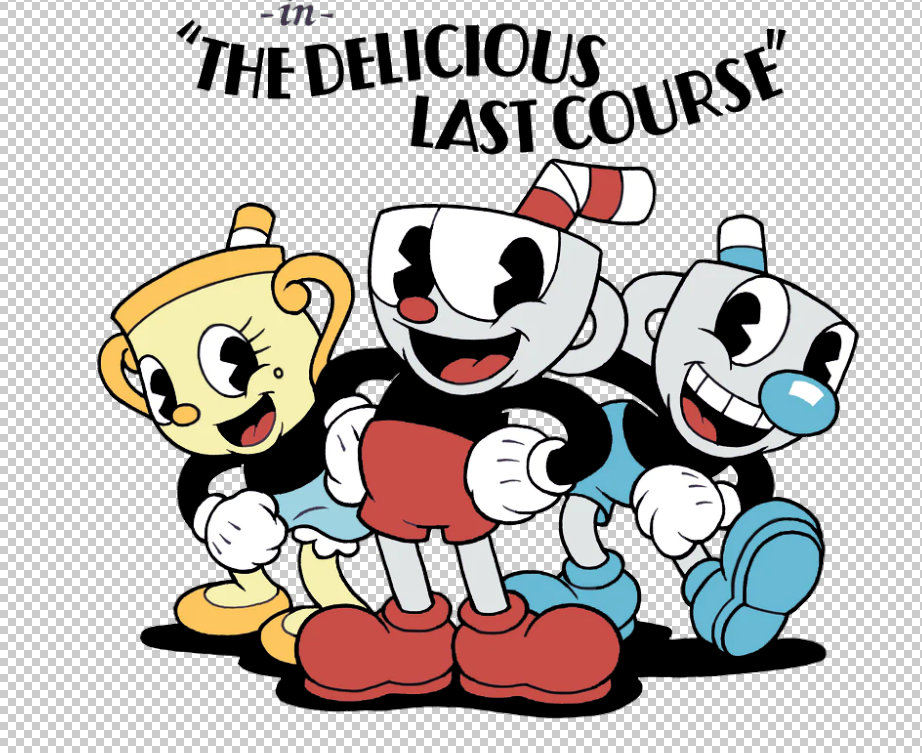 -in-
"THE DELICIOUS
LAST COURSE"